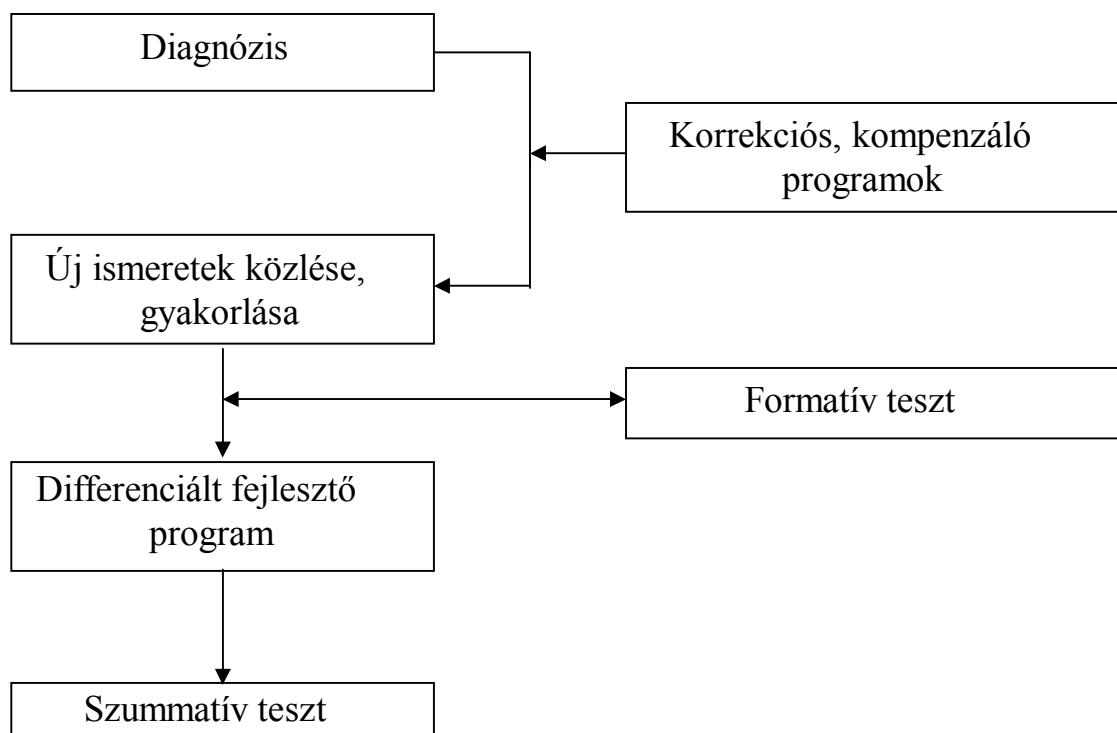 Diagnózis
Korrekciós, kompenzáló
programok
Új ismeretek közlése,
gyakorlása
Formatív teszt
Differenciált fejlesztő
program
Szummatív teszt